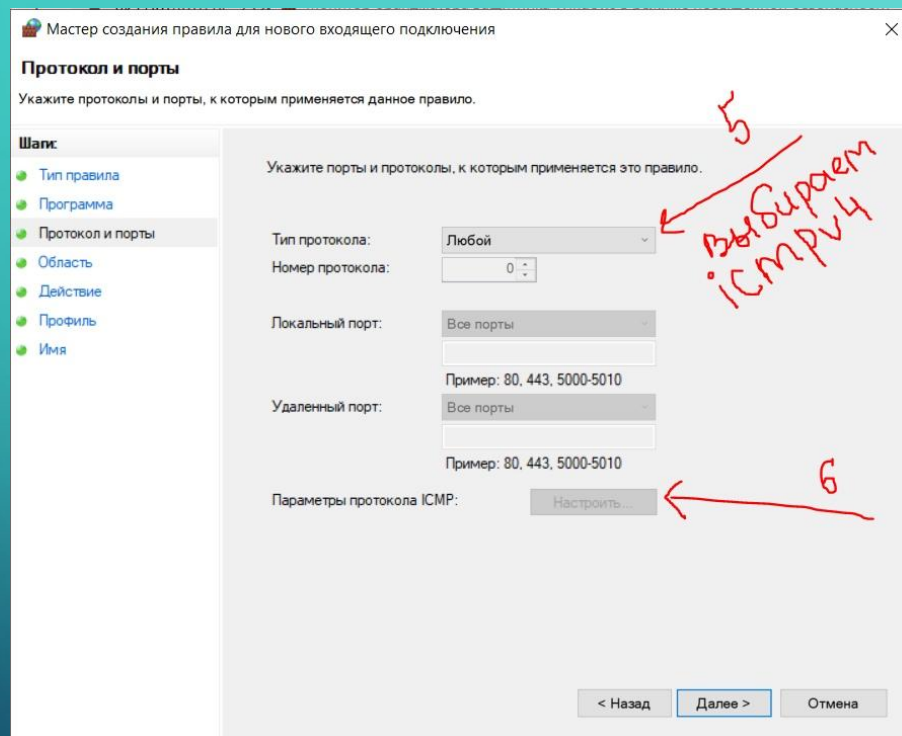 Мастер создания правила для нового входящего подключения
Протокол и порты
Укажите протоколы и порты, к которым применяется данное правило.
Шаги:
Тип правила
Программа
Протокол и порты
Область
Действие
Профиль
Имя
Укажите порты и протоколы, к которым применяется это правило.
Тип протокола: Любой
Номер протокола: 0
Локальный порт: Все порты
Пример: 80, 443, 5000-5010
Удаленный порт: Все порты
Пример: 80, 443, 5000-5010
Параметры протокола ICMP: Настроить...
5
выбираем
icmpv4
6
< Назад Далее > Отмена